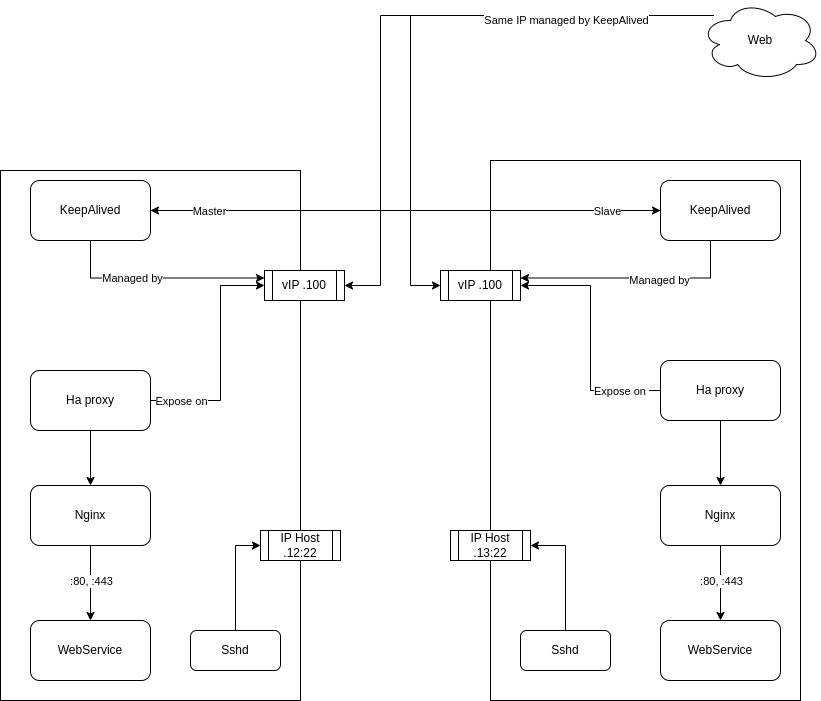 Same IP managed by KeepAlived
Web
KeepAlived
Master
Slave
KeepAlived
Managed by
vIP .100
vIP .100
Managed by
Ha proxy
Expose on
Expose on
Ha proxy
Nginx
IP Host
.12:22
IP Host
.13:22
Nginx
:80, :443
:80, :443
WebService
Sshd
Sshd
WebService